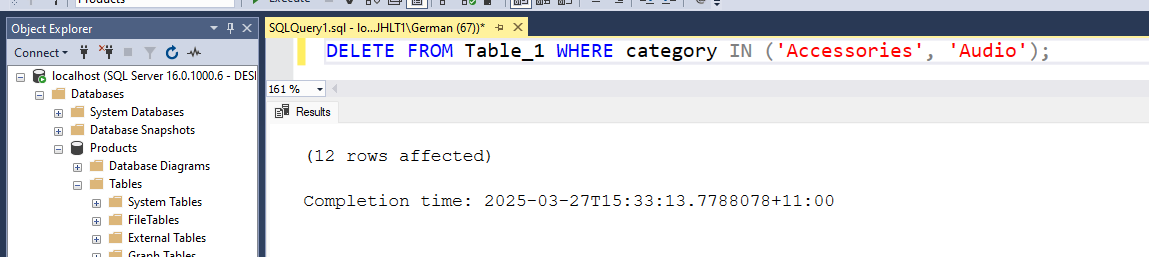 Products
Execute
Object Explorer
Connect
localhost (SQL Server 16.0.1000.6 - DESI
Databases
System Databases
Database Snapshots
Products
Database Diagrams
Tables
System Tables
FileTables
External Tables
Graph Tables
SQLQuery1.sql - lo...JHLT1\German (67))*
DELETE FROM Table_1 WHERE category IN ('Accessories', 'Audio');
161 %
Results
(12 rows affected)
Completion time: 2025-03-27T15:33:13.7788078+11:00